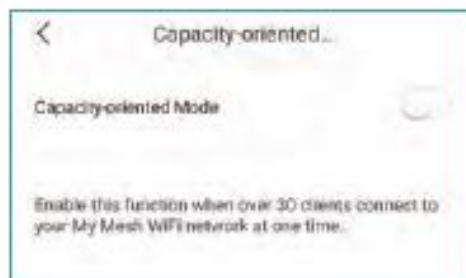 Capacity-oriented...
Capacity-oriented Mode
Enable this function when over 30 clients connect to
your My Mesh WiFi network at one time.